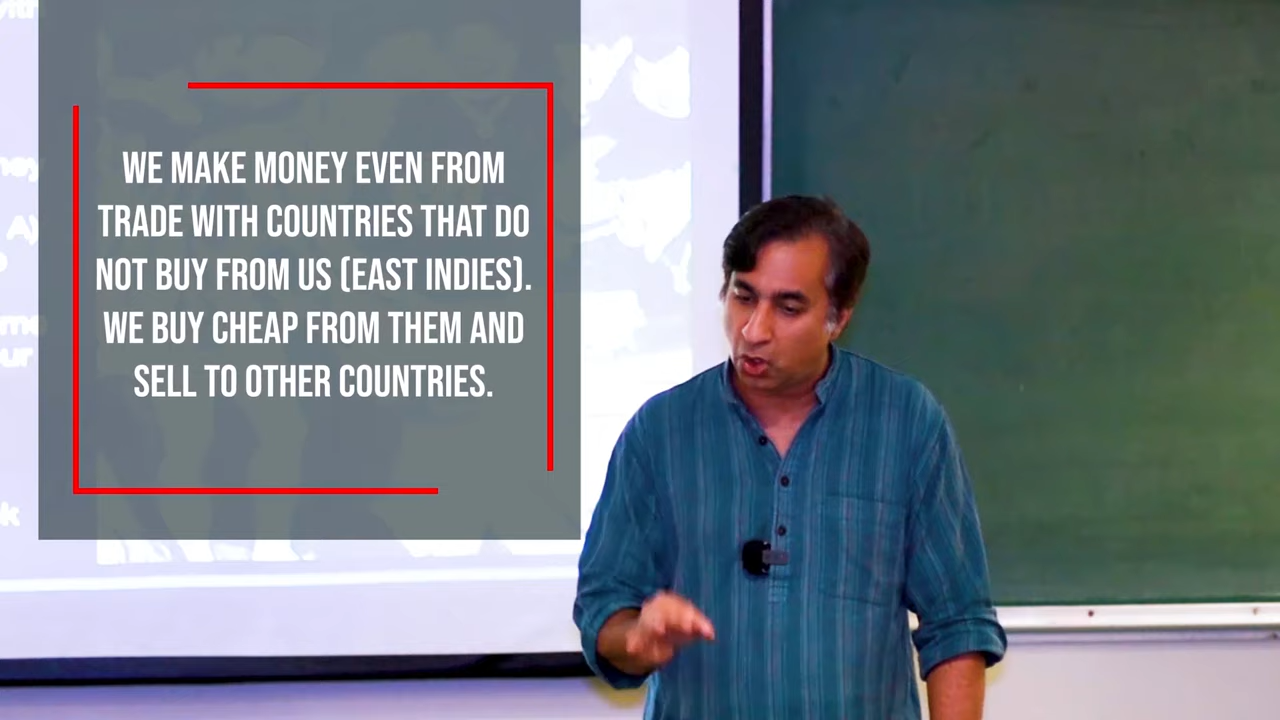 WE MAKE MONEY EVEN FROM
TRADE WITH COUNTRIES THAT DO
NOT BUY FROM US (EAST INDIES).
WE BUY CHEAP FROM THEM AND
SELL TO OTHER COUNTRIES.